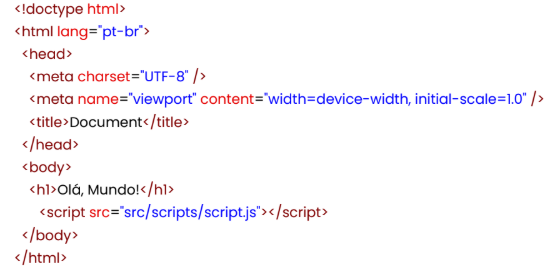 <!doctype html>
<html lang="pt-br">
<head>
<meta charset="UTF-8" />
<meta name="viewport" content="width=device-width, initial-scale=1.0" />
<title>Document</title>
</head>
<body>
<h1>Olá, Mundo!</h1>
<script src="src/scripts/script.js"></script>
</body>
</html>